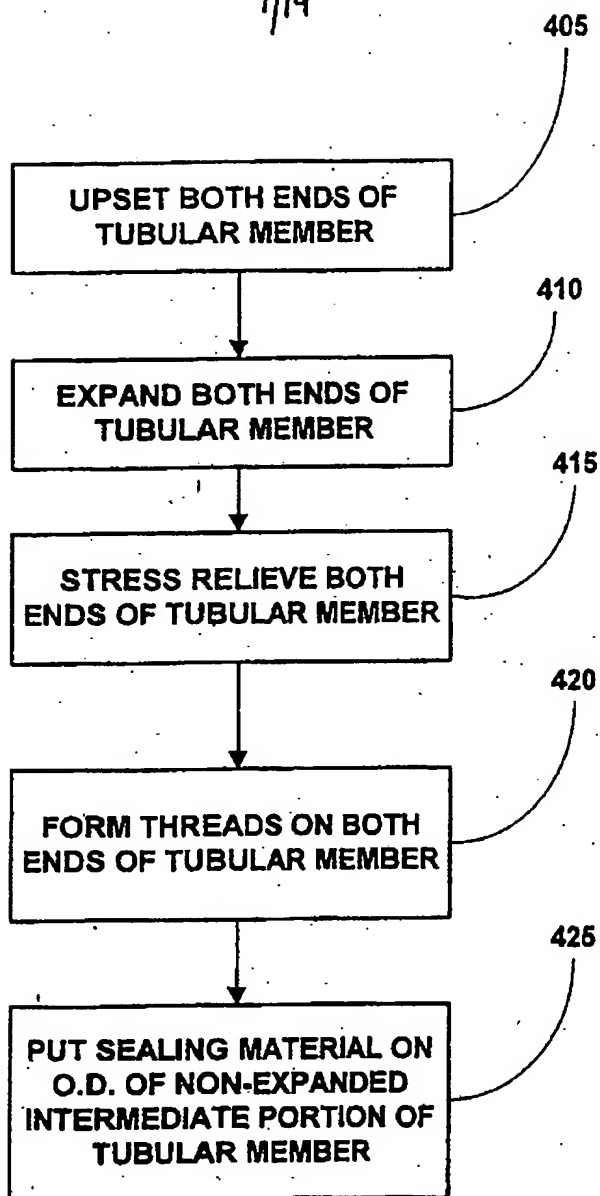 1/19
405
UPSET BOTH ENDS OF
TUBULAR MEMBER
410
EXPAND BOTH ENDS OF
TUBULAR MEMBER
415
STRESS RELIEVE BOTH
ENDS OF TUBULAR MEMBER
420
FORM THREADS ON BOTH
ENDS OF TUBULAR MEMBER
425
PUT SEALING MATERIAL ON
O.D. OF NON-EXPANDED
INTERMEDIATE PORTION OF
TUBULAR MEMBER